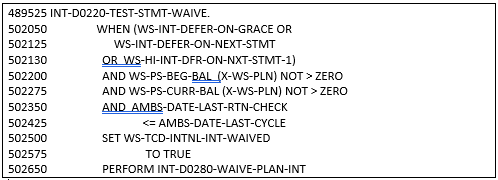 489525 INT-D0220-TEST-STMT-WAIVE.
502050 WHEN (WS-INT-DEFER-ON-GRACE OR
502125 WS-INT-DEFER-ON-NEXT-STMT
502130 OR WS-HI-INT-DFR-ON-NXT-STMT-1)
502200 AND WS-PS-BEG-BAL (X-WS-PLN) NOT > ZERO
502275 AND WS-PS-CURR-BAL (X-WS-PLN) NOT > ZERO
502350 AND AMBS-DATE-LAST-RTN-CHECK
502425 <= AMBS-DATE-LAST-CYCLE
502500 SET WS-TCD-INTNL-INT-WAIVED
502575 TO TRUE
502650 PERFORM INT-D0280-WAIVE-PLAN-INT